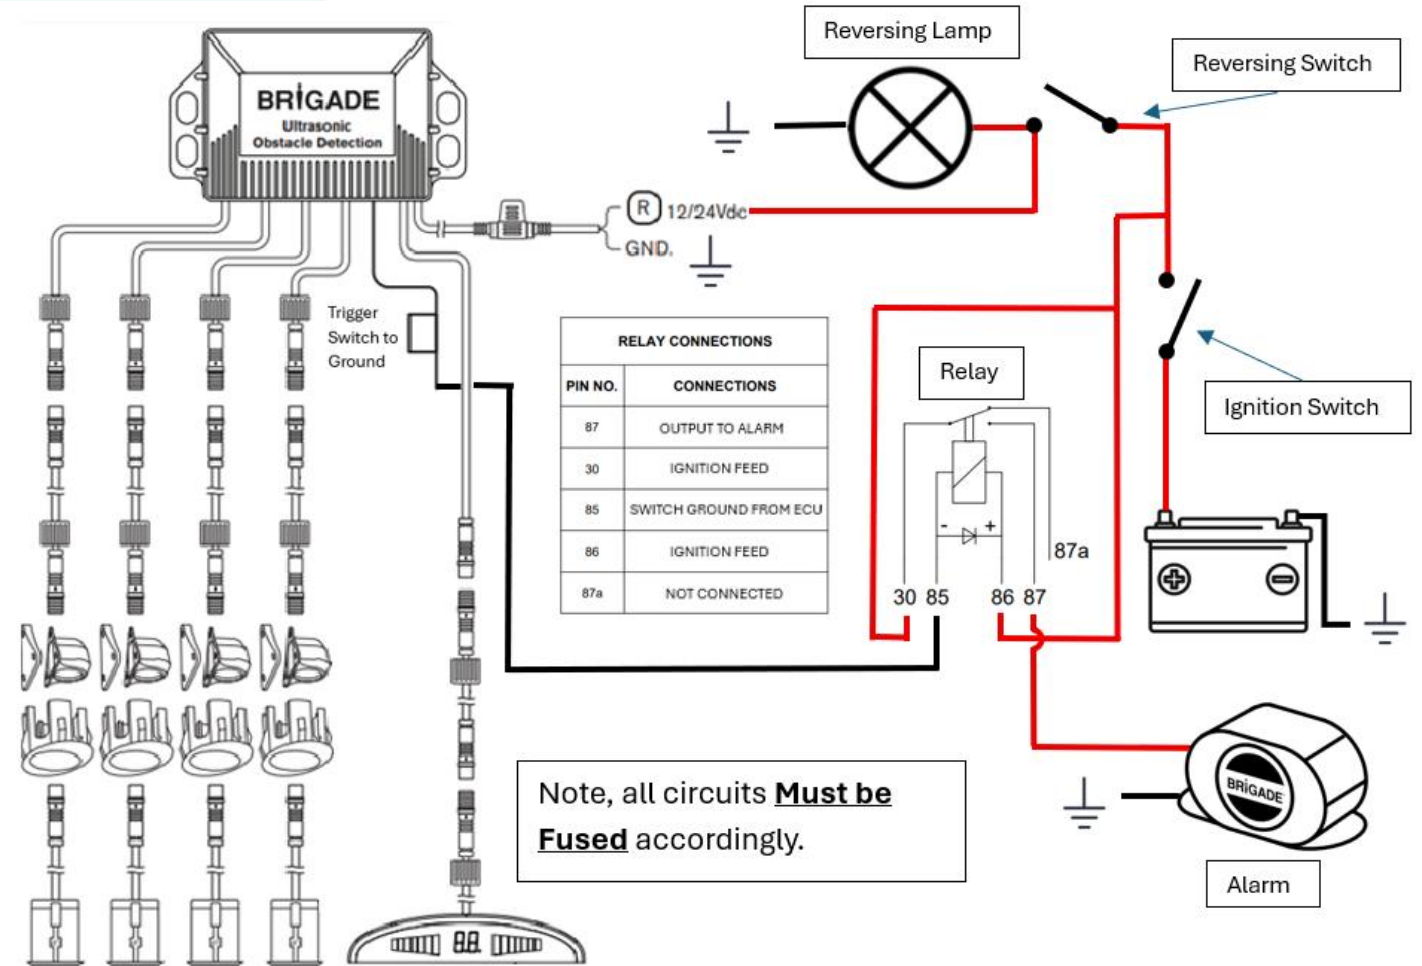 Reversing Lamp
Reversing Switch
BRIGADE
Ultrasonic
Obstacle Detection
R 12/24Vdc
GND.
Trigger
Switch to
Ground
RELAY CONNECTIONS
PIN NO. CONNECTIONS
87 OUTPUT TO ALARM
30 IGNITION FEED
85 SWITCH GROUND FROM ECU
86 IGNITION FEED
87a NOT CONNECTED
Relay
Ignition Switch
- +
87a
30 85 86 87
+ -
Note, all circuits Must be
Fused accordingly.
BRIGADE
Alarm
88